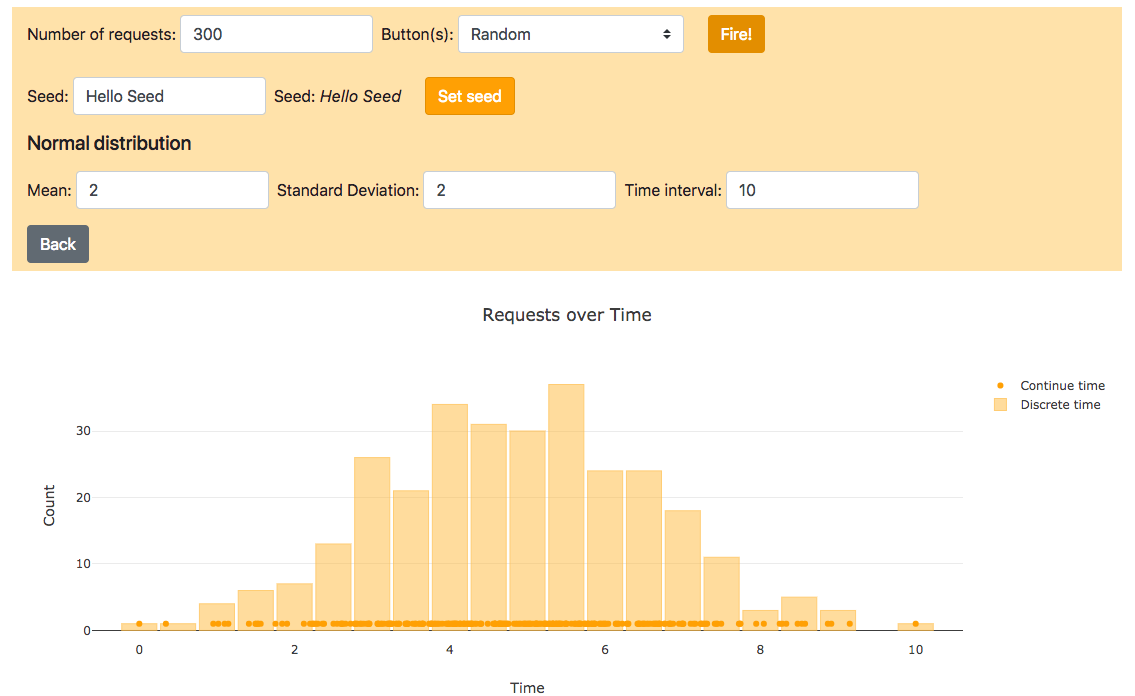 Number of requests: 300 Button(s): Random Fire!
Seed: Hello Seed Seed: Hello Seed Set seed
Normal distribution
Mean: 2 Standard Deviation: 2 Time interval: 10
Back
Requests over Time
Continue time
Discrete time
30
20
10
0
Count
0 2 4 6 8 10
Time